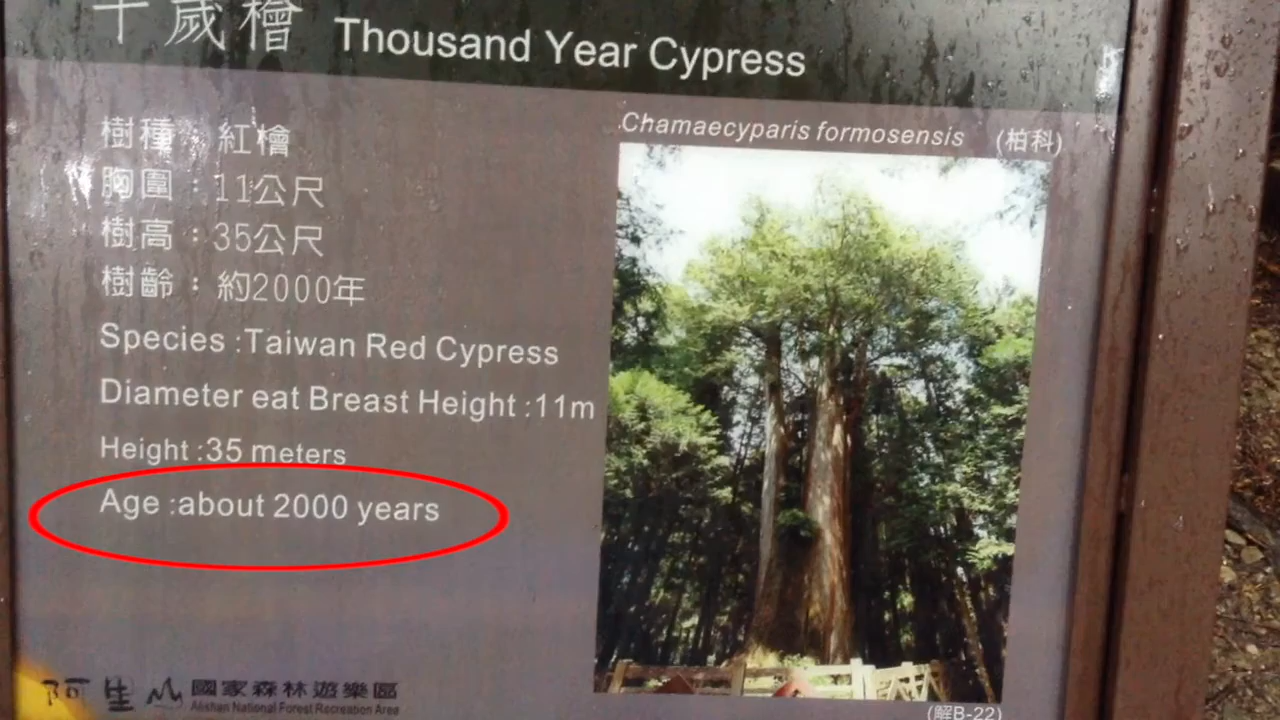 千歲檜 Thousand Year Cypress
Chamaecyparis formosensis (柏科)
樹種：紅檜
胸圍：11公尺
樹高：35公尺
樹齡：約2000年
Species :Taiwan Red Cypress
Diameter eat Breast Height :11m
Height :35 meters
Age :about 2000 years
阿里山 國家森林遊樂區
Alishan National Forest Recreation Area
(解B-22)